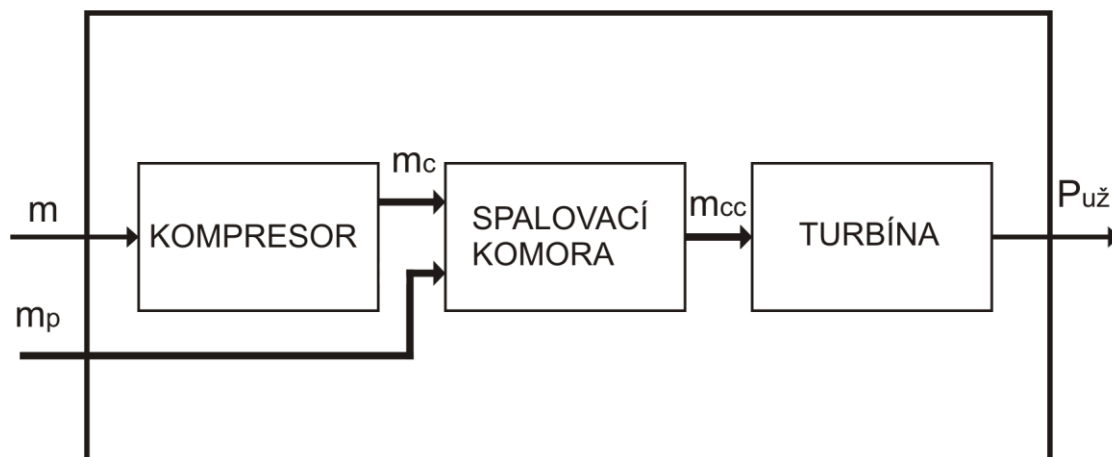 m
mp
KOMPRESOR
mc
SPALOVACÍ
KOMORA
mcc
TURBÍNA
Puž